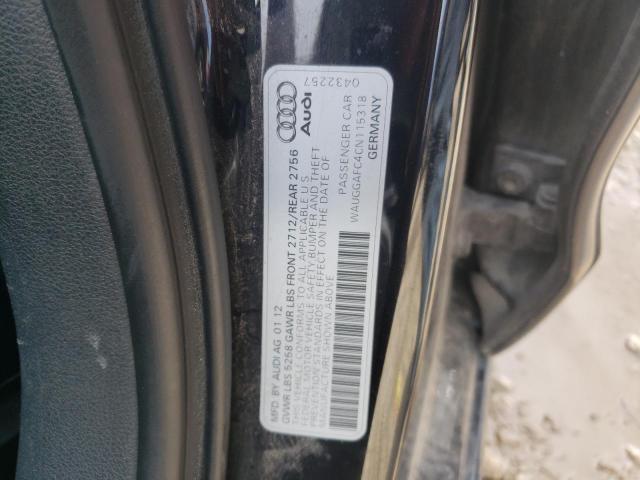 MFD. BY AUDI AG 01 12
GVWR LBS 5258 GAWR LBS FRONT 2712/REAR 2756
THIS VEHICLE CONFORMS TO ALL APPLICABLE U.S.
FEDERAL MOTOR VEHICLE SAFETY BUMPER AND THEFT
PREVENTION STANDARDS IN EFFECT ON THE DATE OF
MANUFACTURE SHOWN ABOVE
PASSENGER CAR
WAUGGAFC4CN115318
GERMANY
Audi
0432257